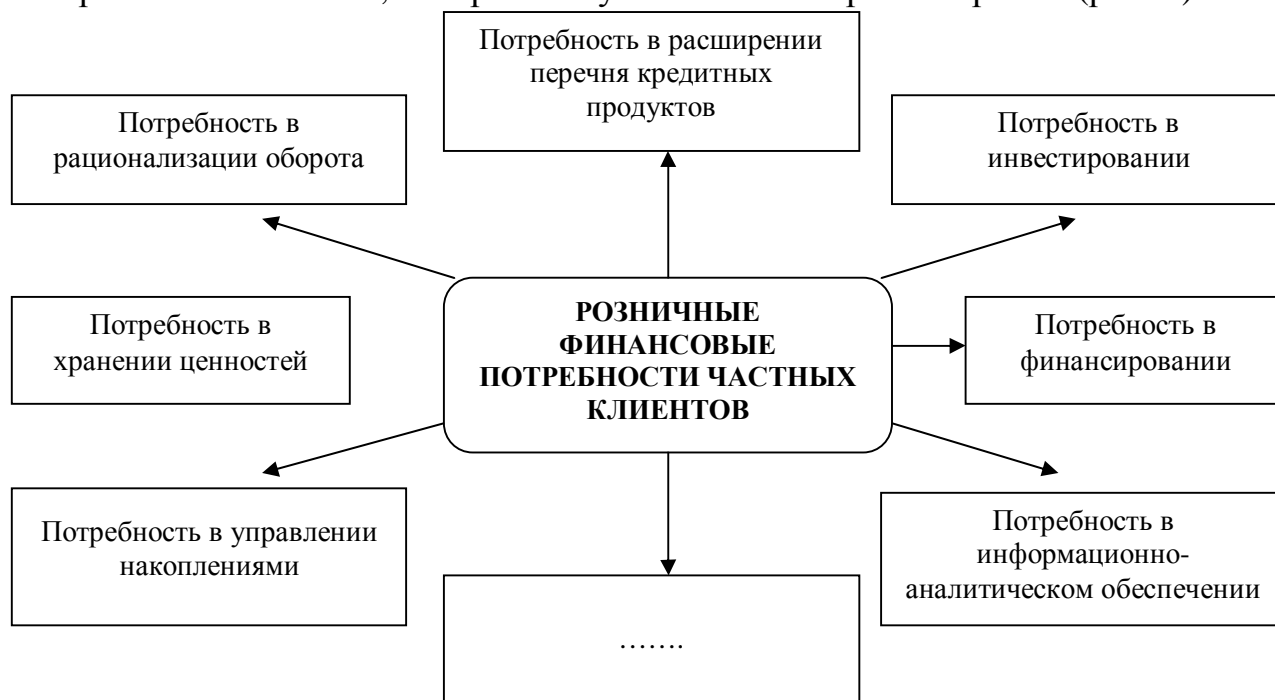 Потребность в расширении
перечня кредитных
продуктов
Потребность в
рационализации оборота
Потребность в
инвестировании
РОЗНИЧНЫЕ
ФИНАНСОВЫЕ
ПОТРЕБНОСТИ ЧАСТНЫХ
КЛИЕНТОВ
Потребность в
хранении ценностей
Потребность в
финансировании
Потребность в управлении
накоплениями
Потребность в
информационно-
аналитическом обеспечении
…….